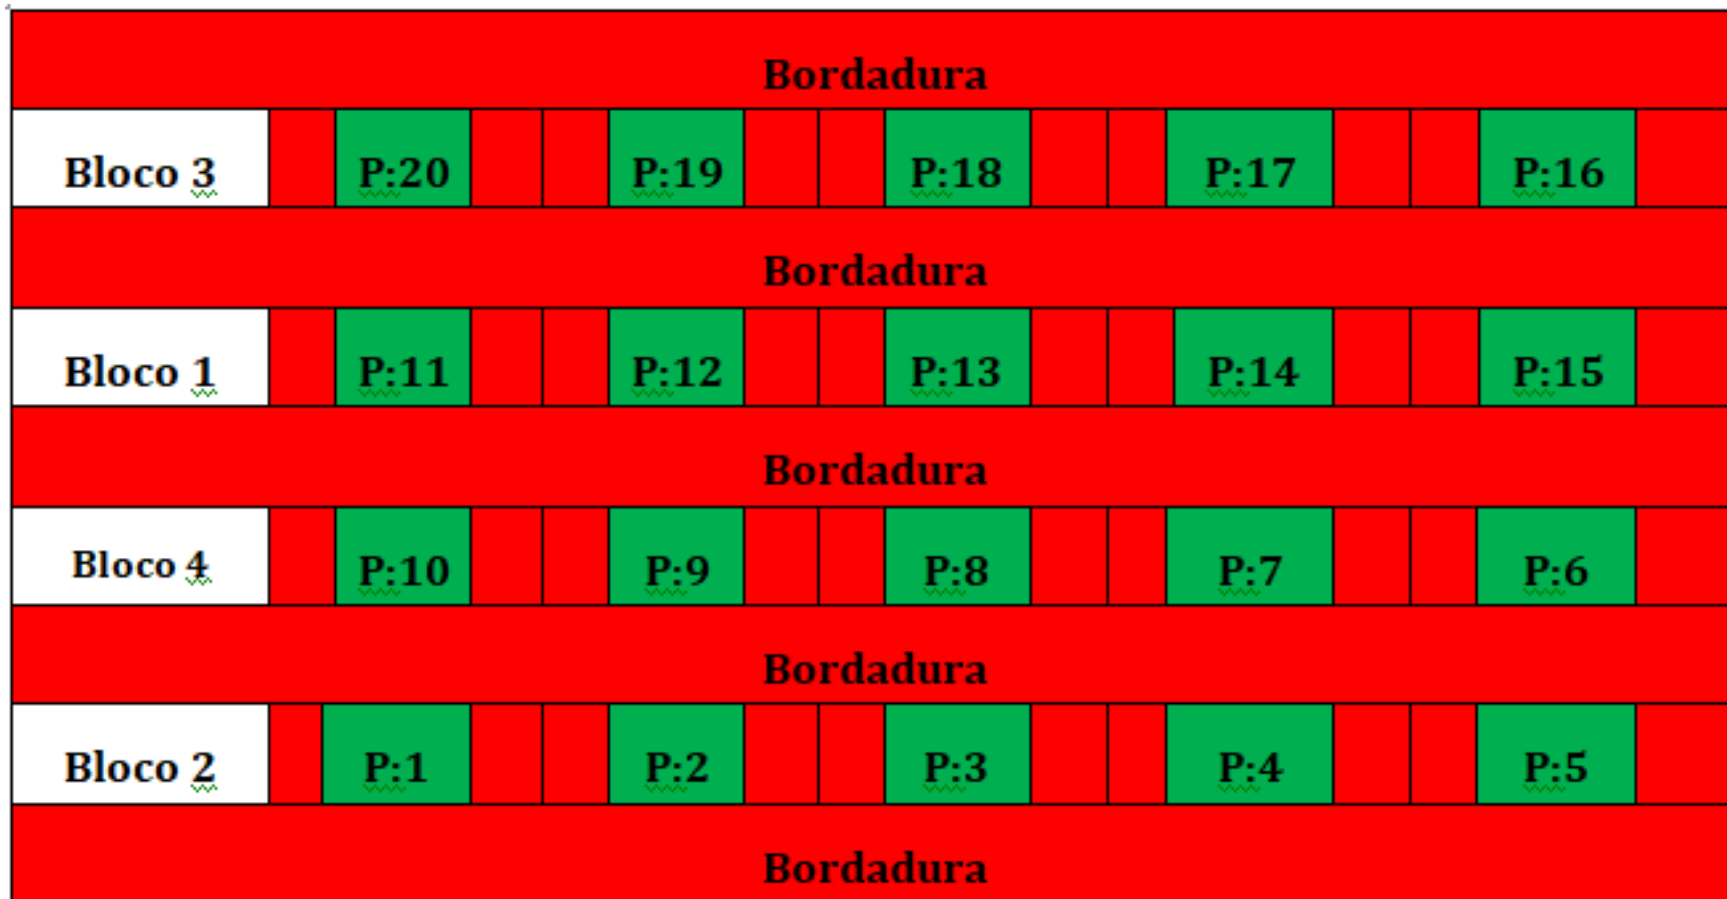 Bordadura
Bloco 3 P:20 P:19 P:18 P:17 P:16
Bordadura
Bloco 1 P:11 P:12 P:13 P:14 P:15
Bordadura
Bloco 4 P:10 P:9 P:8 P:7 P:6
Bordadura
Bloco 2 P:1 P:2 P:3 P:4 P:5
Bordadura